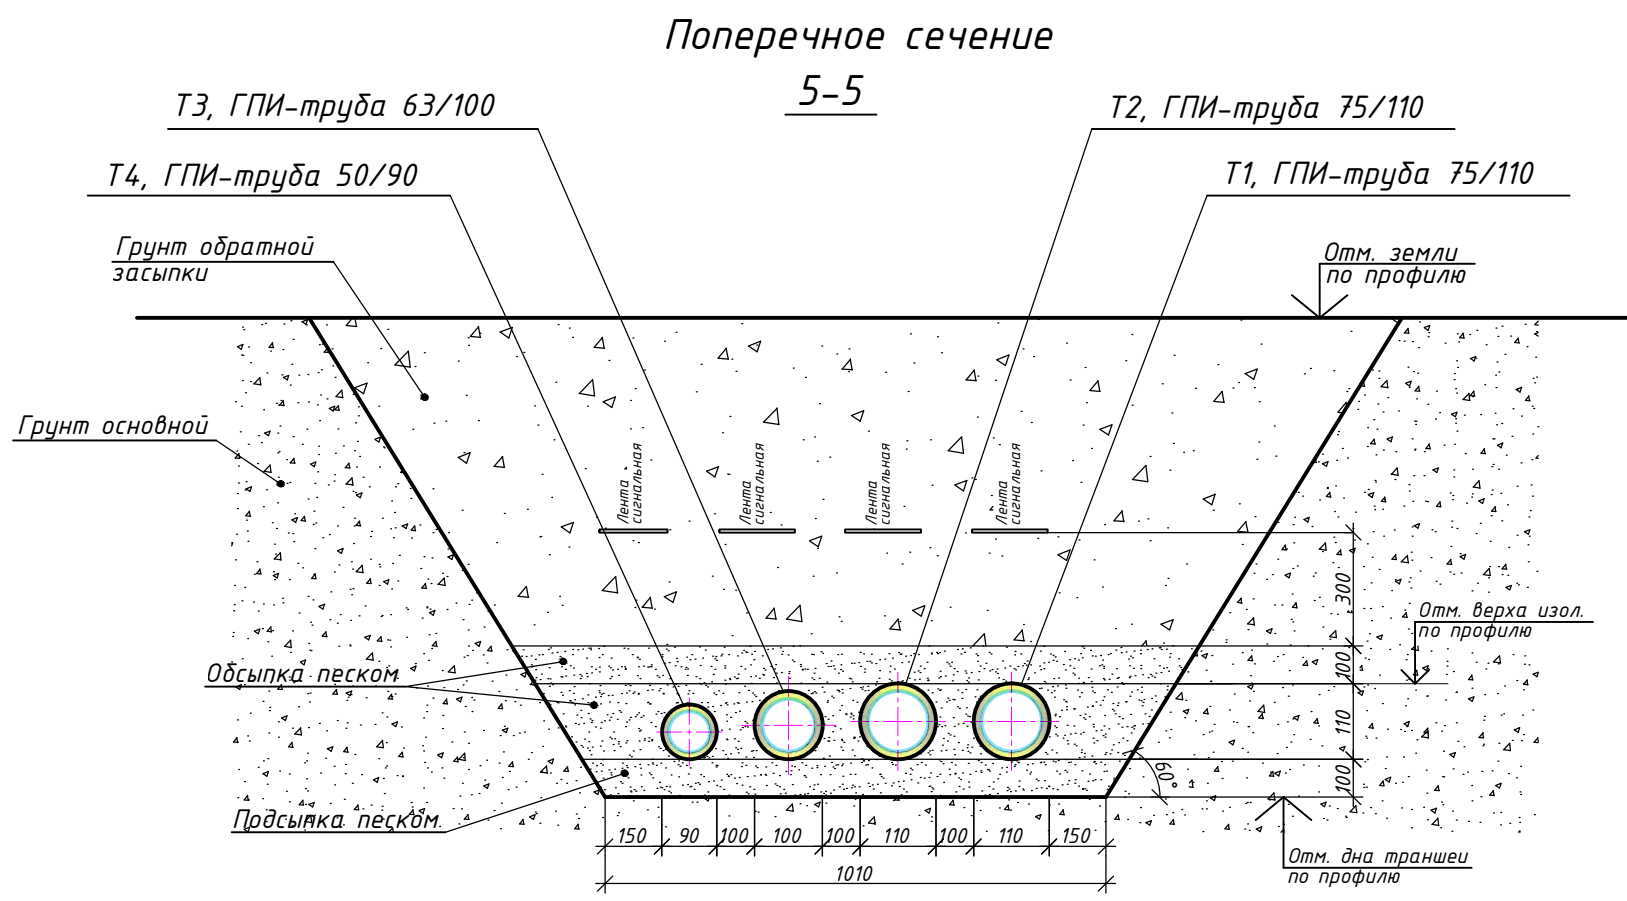 Поперечное сечение
5-5
Т3, ГПИ-труба 63/100
Т2, ГПИ-труба 75/110
Т4, ГПИ-труба 50/90
Т1, ГПИ-труба 75/110
Грунт обратной
засыпки
Отм. земли
по профилю
Грунт основной
Лента
сигнальная
Лента
сигнальная
Лента
сигнальная
Лента
сигнальная
300
Отм. верха изол.
по профилю
100
Обсыпка песком
110
60°
100
Подсыпка песком
150 90 100 100 100 110 100 110 150
1010
Отм. дна траншеи
по профилю